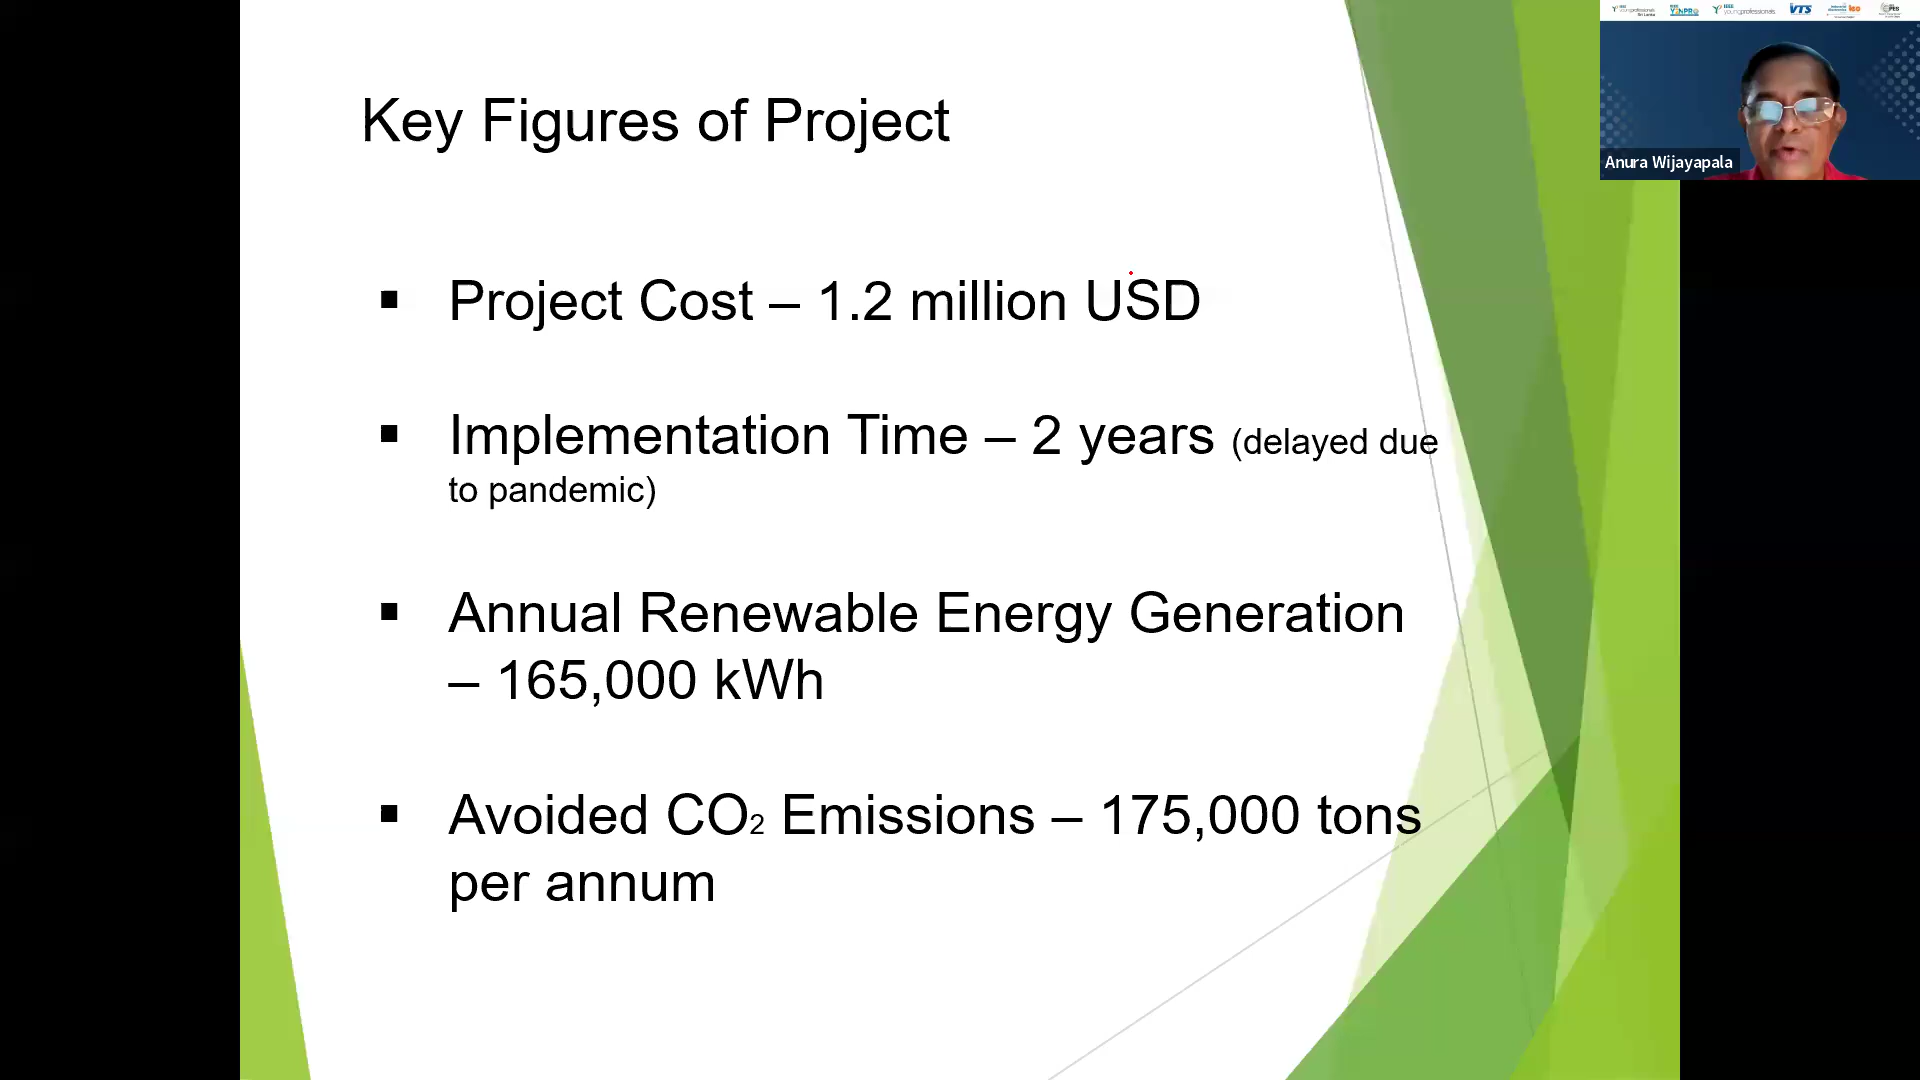 Key Figures of Project
▪ Project Cost – 1.2 million USD
▪ Implementation Time – 2 years (delayed due
to pandemic)
▪ Annual Renewable Energy Generation
– 165,000 kWh
▪ Avoided CO₂ Emissions – 175,000 tons
per annum
VTS
Anura Wijayapala